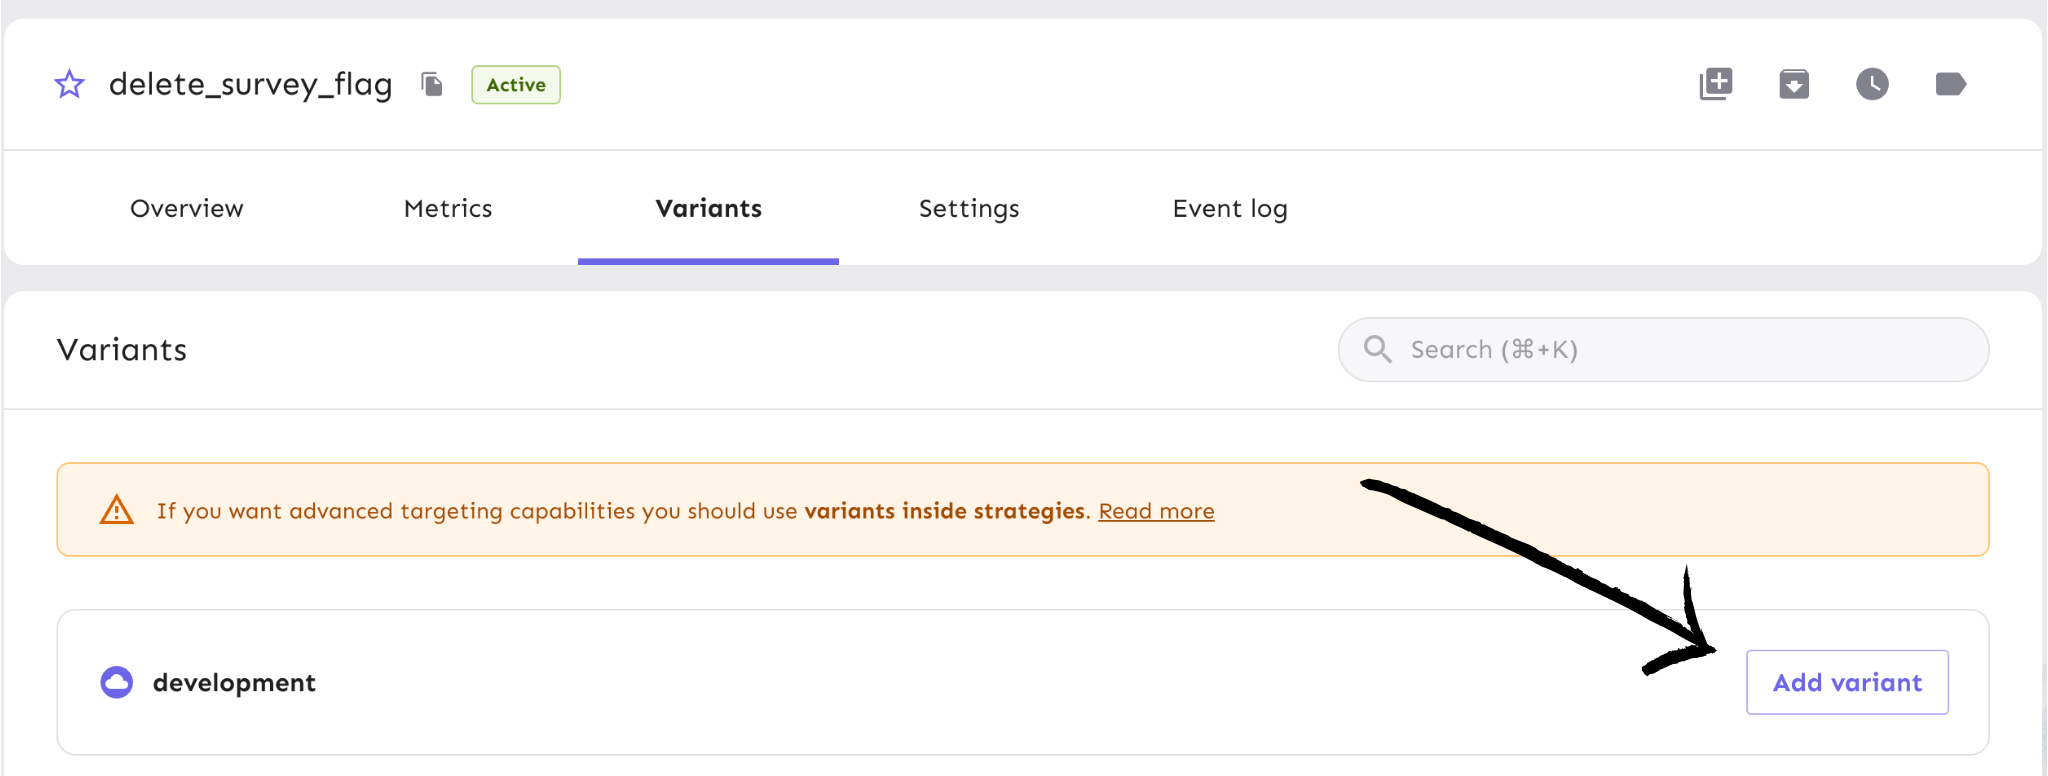 delete_survey_flag Active
Overview Metrics Variants Settings Event log
Variants Search (⌘+K)
If you want advanced targeting capabilities you should use variants inside strategies. Read more
development Add variant